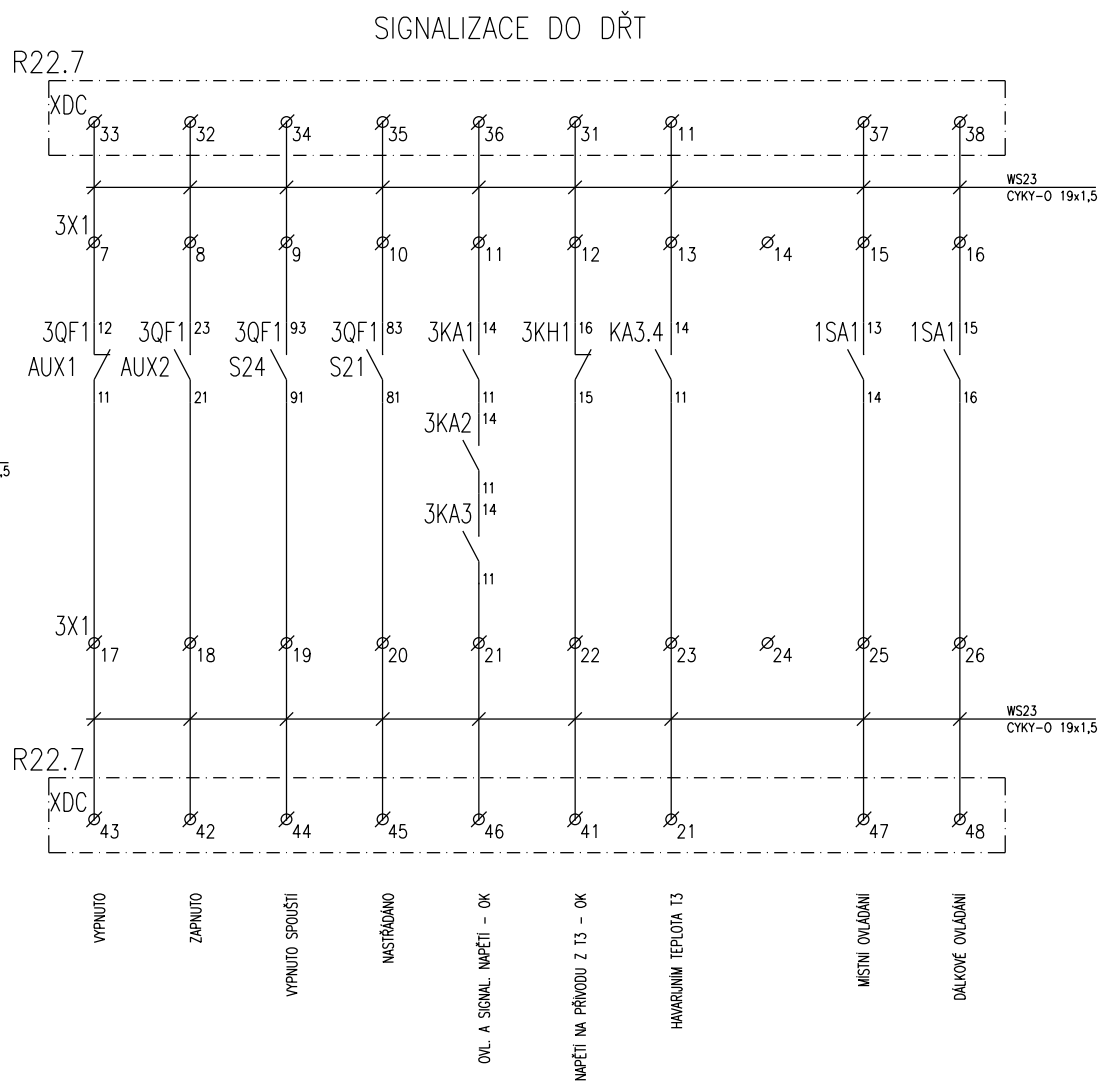 SIGNALIZACE DO DŘT
R22.7
XDC
33 32 34 35 36 31 11 37 38
WS23
CYKY-O 19x1,5
3X1
7 8 9 10 11 12 13 14 15 16
3QF1 12 3QF1 23 3QF1 93 3QF1 83 3KA1 14 3KH1 16 KA3.4 14 1SA1 13 1SA1 15
AUX1 AUX2 S24 S21
11 21 91 81 11 15 11 14 16
3KA2 14
,5
11
3KA3 14
11
3X1
17 18 19 20 21 22 23 24 25 26
WS23
CYKY-O 19x1,5
R22.7
XDC
43 42 44 45 46 41 21 47 48
VYPNUTO
ZAPNUTO
VYPNUTO SPOUŠTÍ
NASTŘÁDÁNO
OVL. A SIGNAL. NAPĚTÍ - OK
NAPĚTÍ NA PŘÍVODU Z T3 - OK
HAVARIJNÍM TEPLOTA T3
MÍSTNÍ OVLÁDÁNÍ
DÁLKOVÉ OVLÁDÁNÍ